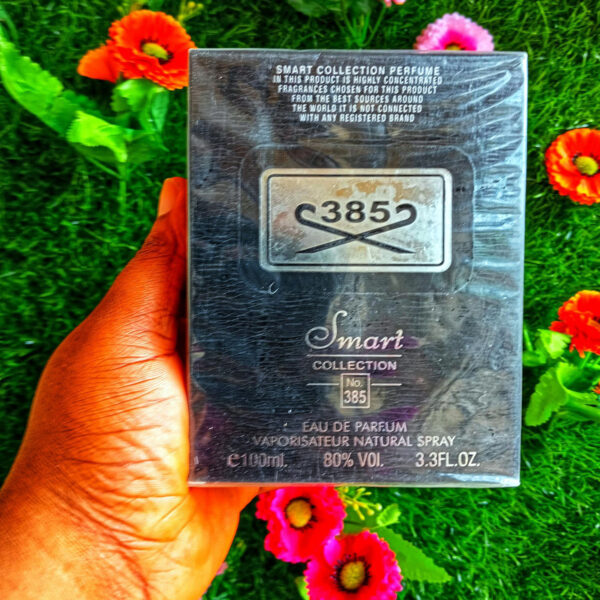 SMART COLLECTION PERFUME
IN THIS PRODUCT IS HIGHLY CONCENTRATED
FRAGRANCES CHOSEN FOR THIS PRODUCT
FROM THE BEST SOURCES AROUND
THE WORLD IT IS NOT CONNECTED
WITH ANY REGISTERED BRAND
385
Smart
COLLECTION
No.
385
EAU DE PARFUM
VAPORISATEUR NATURAL SPRAY
e100ml. 80% VOl. 3.3FL.OZ.